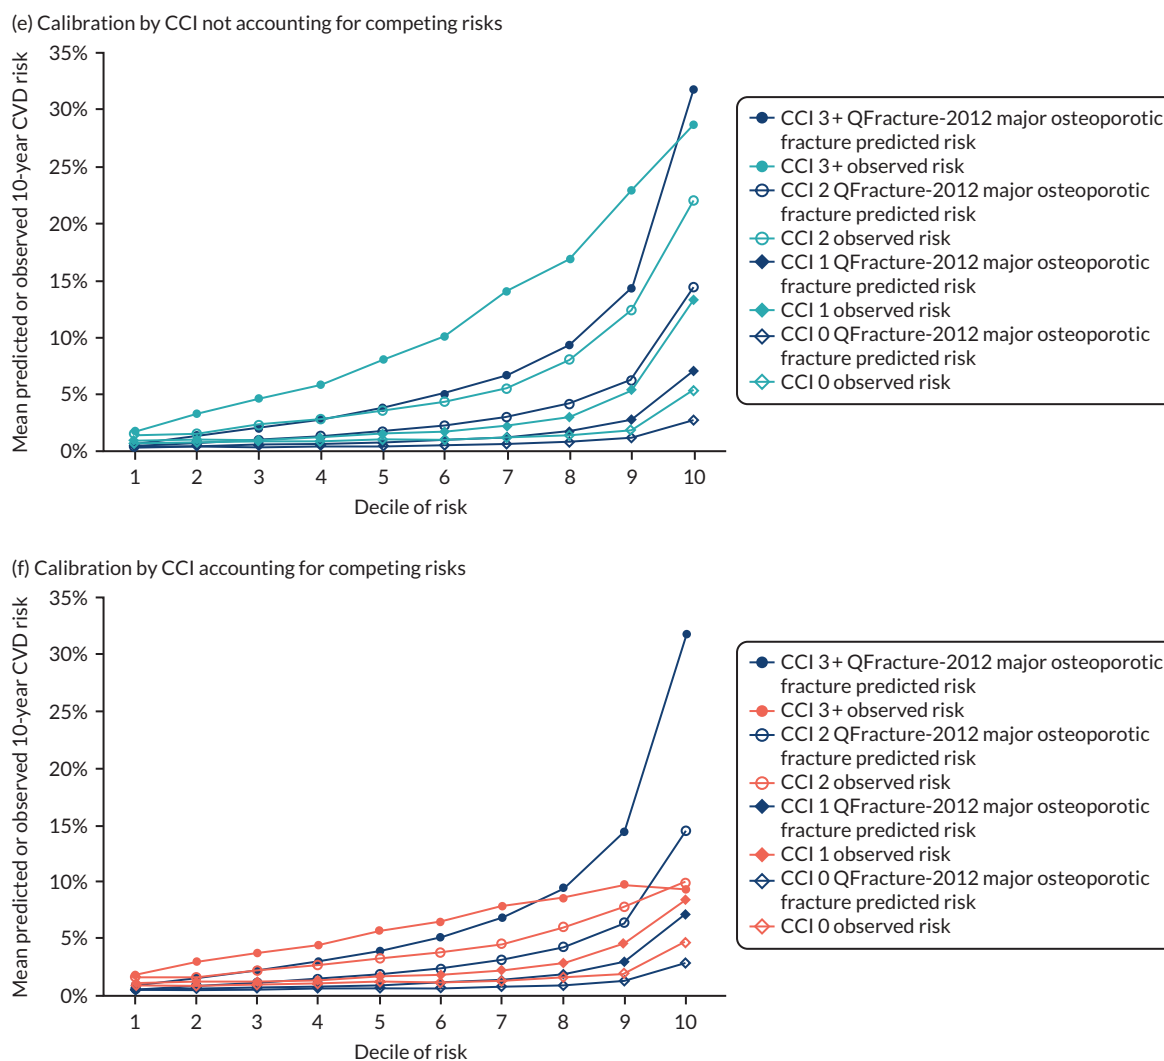 (e) Calibration by CCI not accounting for competing risks
35%
30%
25%
20%
15%
10%
5%
0%
Mean predicted or observed 10-year CVD risk
1 2 3 4 5 6 7 8 9 10
Decile of risk
CCI 3+ QFracture-2012 major osteoporotic
fracture predicted risk
CCI 3+ observed risk
CCI 2 QFracture-2012 major osteoporotic
fracture predicted risk
CCI 2 observed risk
CCI 1 QFracture-2012 major osteoporotic
fracture predicted risk
CCI 1 observed risk
CCI 0 QFracture-2012 major osteoporotic
fracture predicted risk
CCI 0 observed risk
(f) Calibration by CCI accounting for competing risks
35%
30%
25%
20%
15%
10%
5%
0%
Mean predicted or observed 10-year CVD risk
1 2 3 4 5 6 7 8 9 10
Decile of risk
CCI 3+ QFracture-2012 major osteoporotic
fracture predicted risk
CCI 3+ observed risk
CCI 2 QFracture-2012 major osteoporotic
fracture predicted risk
CCI 2 observed risk
CCI 1 QFracture-2012 major osteoporotic
fracture predicted risk
CCI 1 observed risk
CCI 0 QFracture-2012 major osteoporotic
fracture predicted risk
CCI 0 observed risk